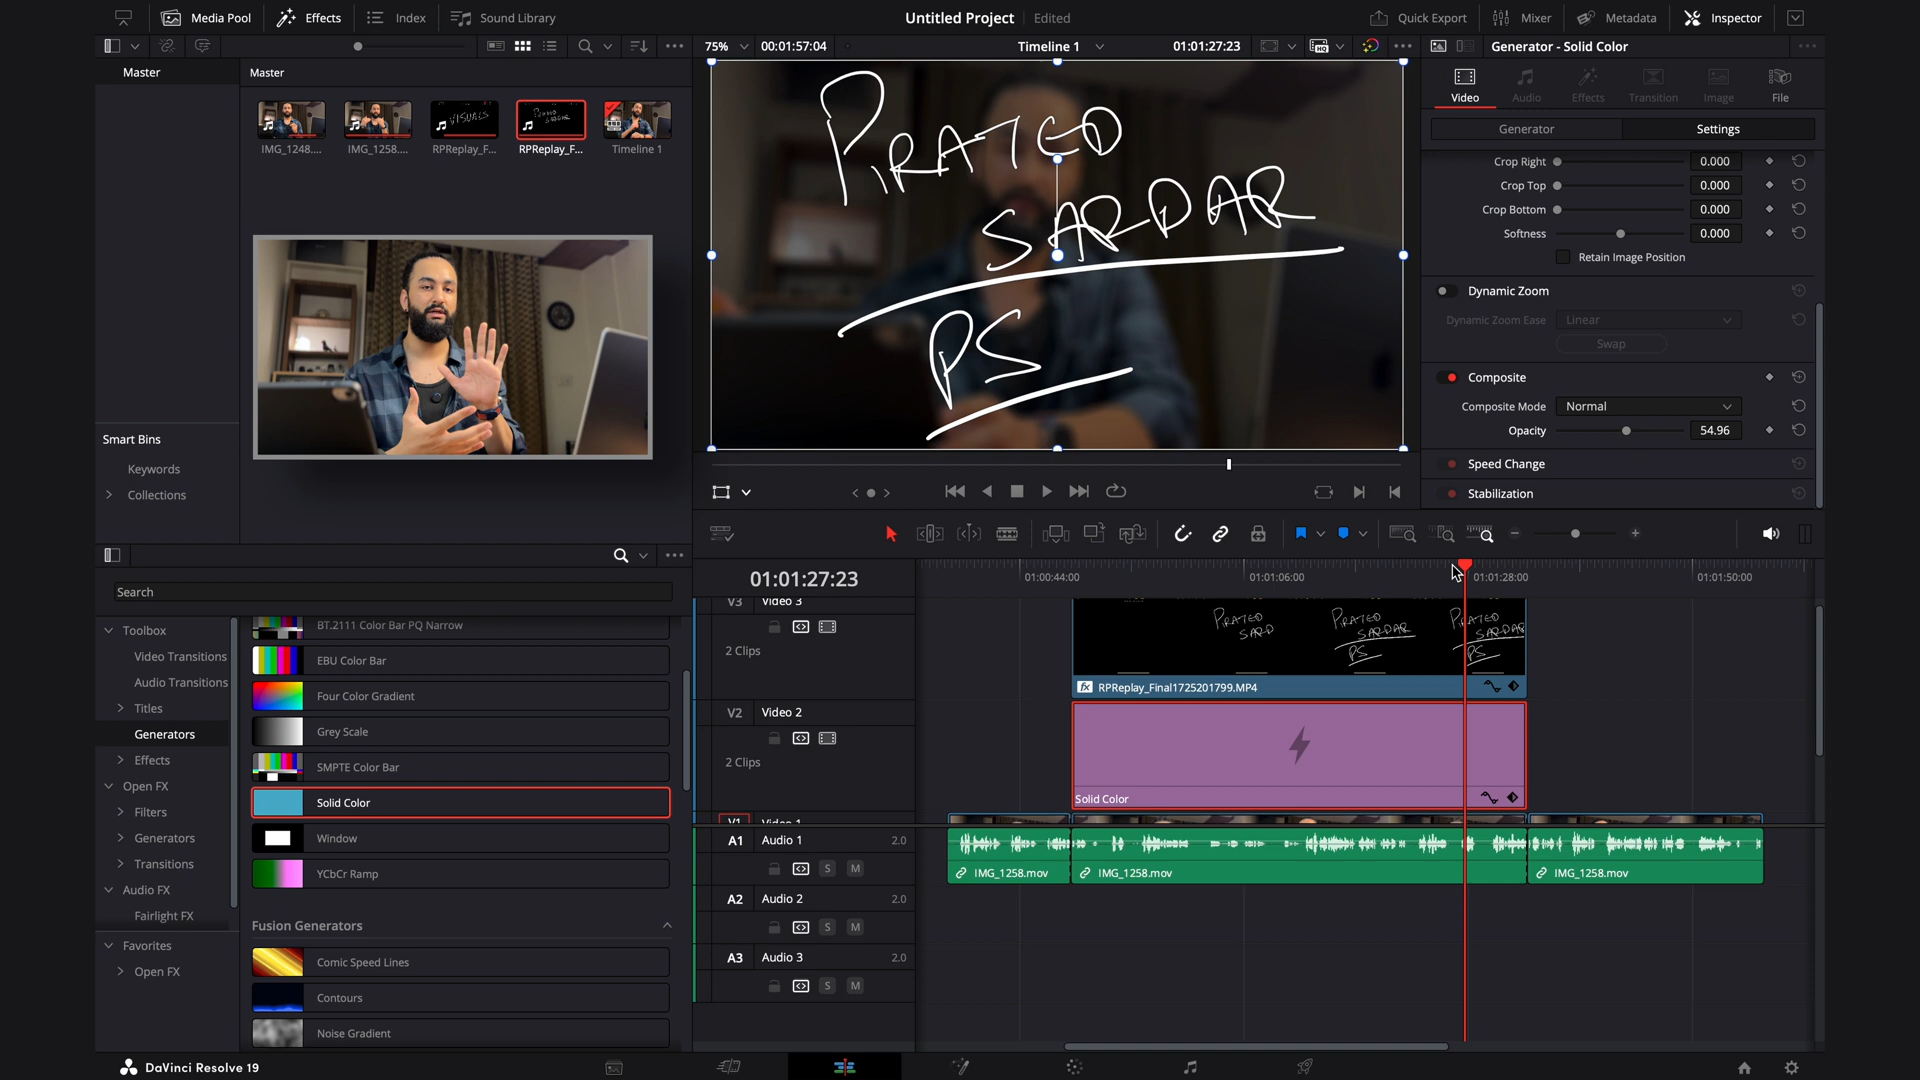 Media Pool Effects Index Sound Library Untitled Project Edited Quick Export Mixer Metadata Inspector
75% 00:01:57:04 Timeline 1 01:01:27:23 Generator - Solid Color
Master
Master
IMG_1248....
IMG_1258....
RPReplay_F...
RPReplay_F...
Timeline 1
VISUALS
Smart Bins
Keywords
Collections
PIRATED
SARDAR
PS
Video Audio Effects Transition Image File
Generator Settings
Crop Right 0.000
Crop Top 0.000
Crop Bottom 0.000
Softness 0.000
Retain Image Position
Dynamic Zoom
Dynamic Zoom Ease Linear
Swap
Composite
Composite Mode Normal
Opacity 54.96
Speed Change
Stabilization
Search
Toolbox
Video Transitions
Audio Transitions
Titles
Generators
Effects
Open FX
Filters
Generators
Transitions
Audio FX
Fairlight FX
Favorites
Open FX
BT.2111 Color Bar PQ Narrow
EBU Color Bar
Four Color Gradient
Grey Scale
SMPTE Color Bar
Solid Color
Window
YCbCr Ramp
Fusion Generators
Comic Speed Lines
Contours
Noise Gradient
01:01:27:23
01:00:44:00 01:01:06:00 01:01:28:00 01:01:50:00
V3 Video 3
2 Clips
PIRATED
SARD
PIRATED
SARDAR
PS
PIRATED
SARDAR
PS
fx RPReplay_Final1725201799.MP4
V2 Video 2
2 Clips
Solid Color
V1 Video 1
A1 Audio 1 2.0
S M
IMG_1258.mov IMG_1258.mov IMG_1258.mov
A2 Audio 2 2.0
S M
A3 Audio 3 2.0
S M
DaVinci Resolve 19